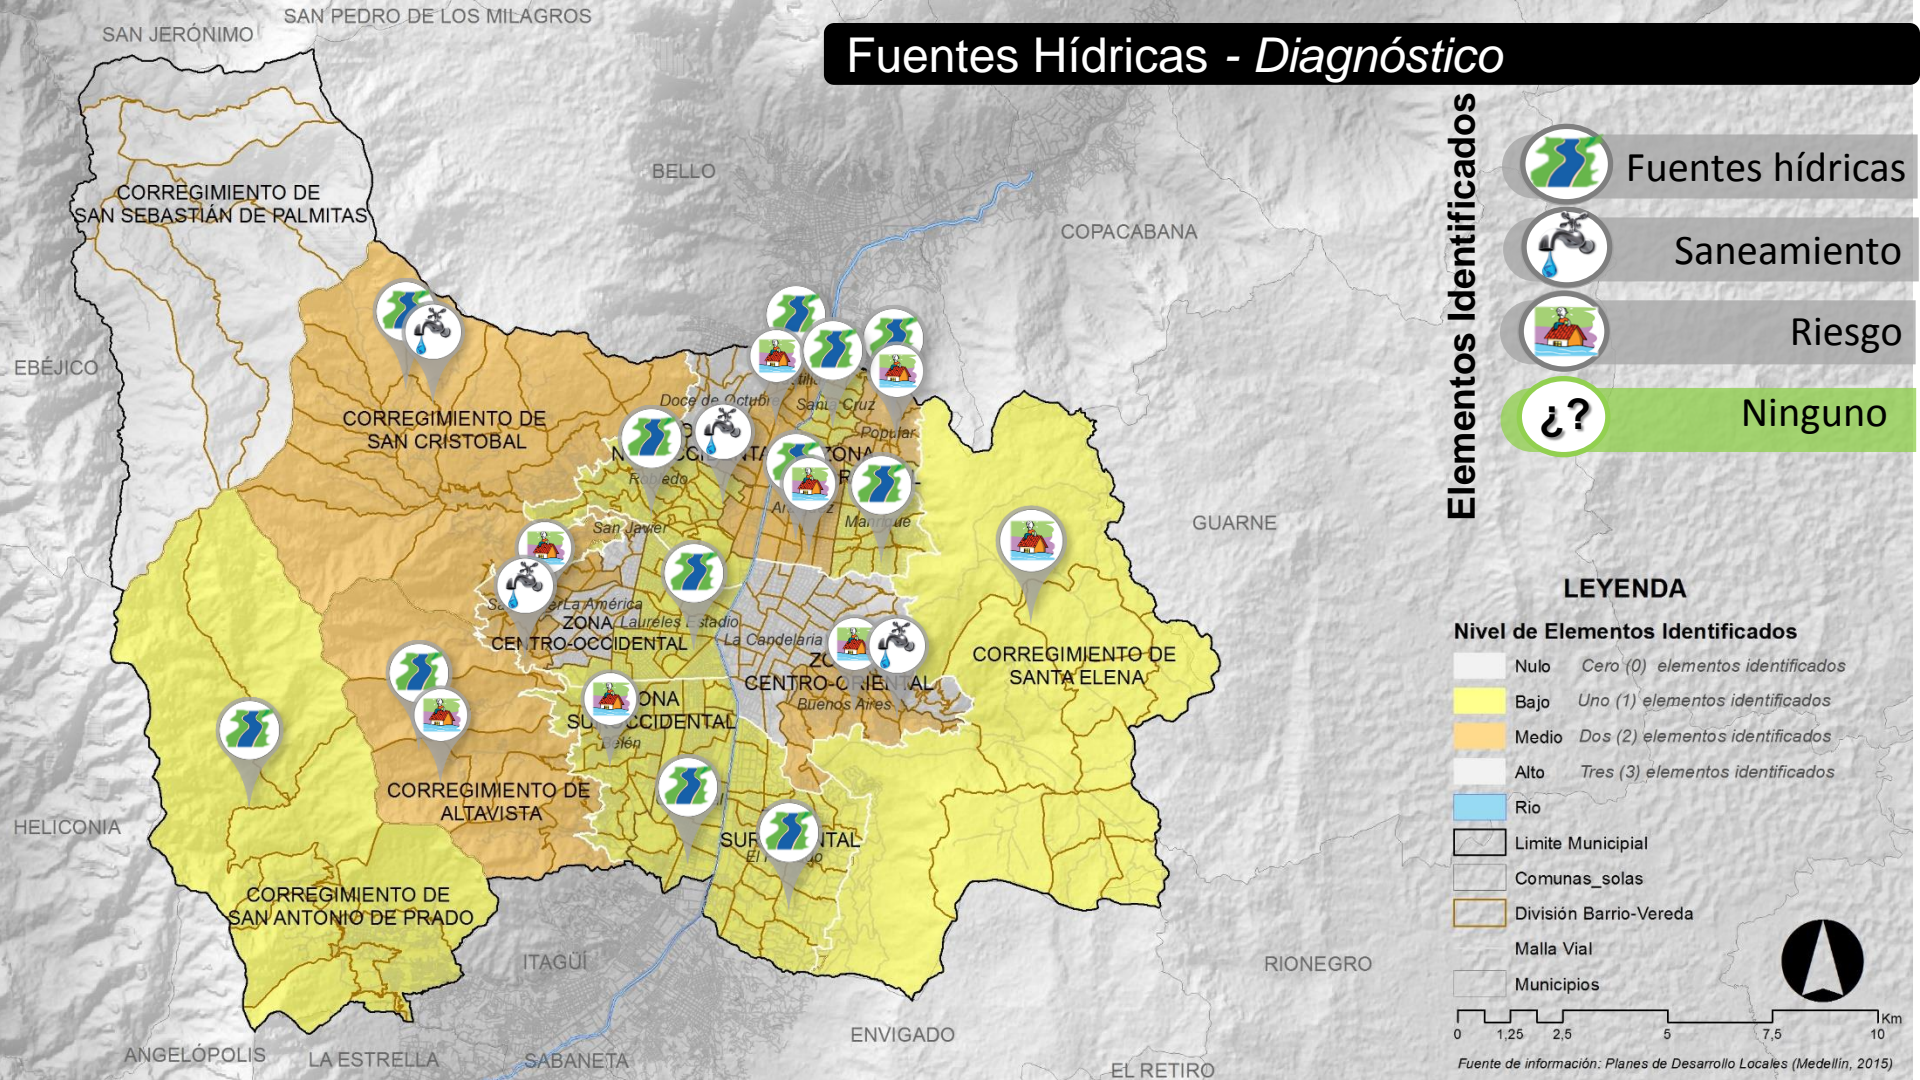 SAN PEDRO DE LOS MILAGROS
SAN JERÓNIMO
Fuentes Hídricas - Diagnóstico
Elementos Identificados
Fuentes hídricas
Saneamiento
Riesgo
¿?
Ninguno
BELLO
COPACABANA
GUARNE
EBÉJICO
HELICONIA
CORREGIMIENTO DE
SAN SEBASTIÁN DE PALMITAS
CORREGIMIENTO DE
SAN CRISTOBAL
Doce de Octubre
Santa Cruz
Popular
ZONA
Manrique
San Javier
La América
Laureles Estadio
ZONA
CENTRO-OCCIDENTAL
La Candelaria
CENTRO-ORIENTAL
Buenos Aires
CORREGIMIENTO DE
SANTA ELENA
CORREGIMIENTO DE
ALTAVISTA
CORREGIMIENTO DE
SAN ANTONIO DE PRADO
ITAGÜÍ
ENVIGADO
RIONEGRO
ANGELÓPOLIS
LA ESTRELLA
SABANETA
EL RETIRO
LEYENDA
Nivel de Elementos Identificados
Nulo Cero (0) elementos identificados
Bajo Uno (1) elementos identificados
Medio Dos (2) elementos identificados
Alto Tres (3) elementos identificados
Rio
Limite Municipial
Comunas_solas
División Barrio-Vereda
Malla Vial
Municipios
Km
0 1,25 2,5 5 7,5 10
Fuente de información: Planes de Desarrollo Locales (Medellín, 2015)